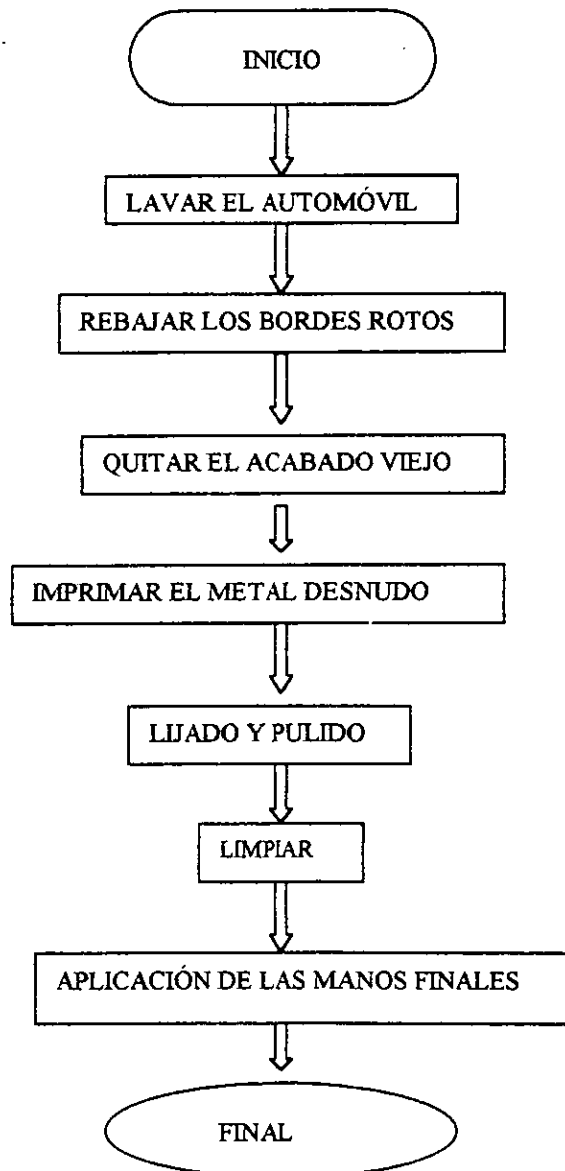 INICIO
LAVAR EL AUTOMÓVIL
REBAJAR LOS BORDES ROTOS
QUITAR EL ACABADO VIEJO
IMPRIMAR EL METAL DESNUDO
LIJADO Y PULIDO
LIMPIAR
APLICACIÓN DE LAS MANOS FINALES
FINAL